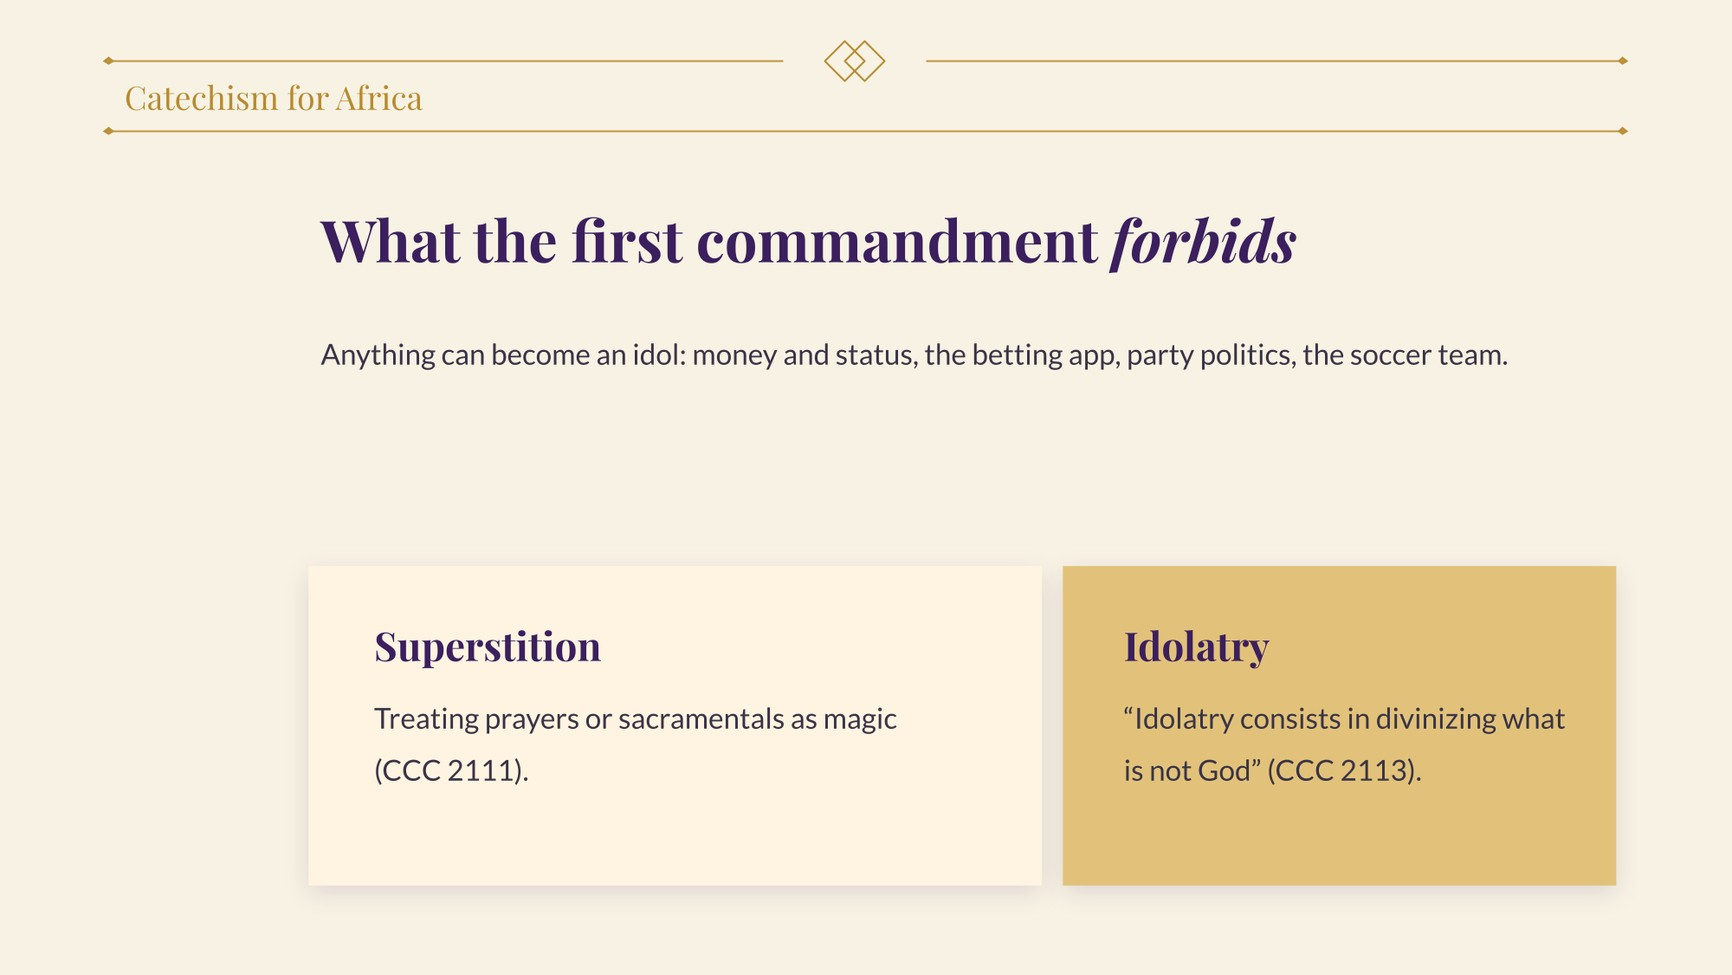 Catechism for Africa
What the first commandment forbids
Anything can become an idol: money and status, the betting app, party politics, the soccer team.
Superstition
Treating prayers or sacramentals as magic
(CCC 2111).
Idolatry
“Idolatry consists in divinizing what
is not God” (CCC 2113).